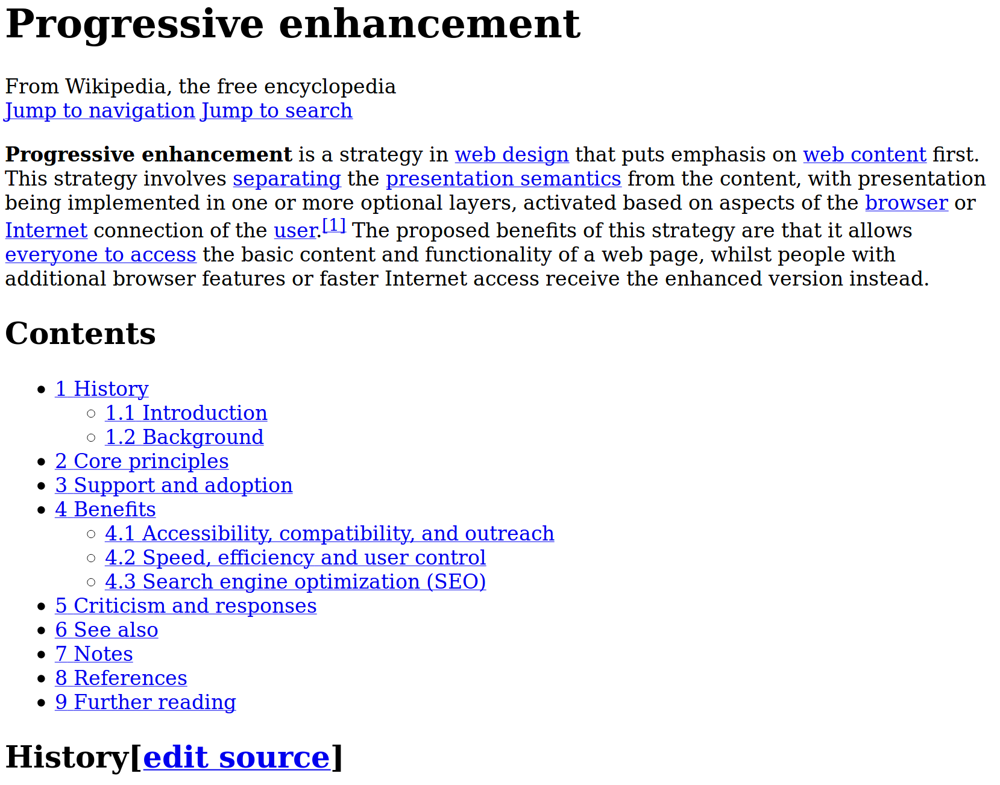 Progressive enhancement
From Wikipedia, the free encyclopedia
Jump to navigation Jump to search
Progressive enhancement is a strategy in web design that puts emphasis on web content first.
This strategy involves separating the presentation semantics from the content, with presentation
being implemented in one or more optional layers, activated based on aspects of the browser or
Internet connection of the user.[1] The proposed benefits of this strategy are that it allows
everyone to access the basic content and functionality of a web page, whilst people with
additional browser features or faster Internet access receive the enhanced version instead.
Contents
• 1 History
◦ 1.1 Introduction
◦ 1.2 Background
• 2 Core principles
• 3 Support and adoption
• 4 Benefits
◦ 4.1 Accessibility, compatibility, and outreach
◦ 4.2 Speed, efficiency and user control
◦ 4.3 Search engine optimization (SEO)
• 5 Criticism and responses
• 6 See also
• 7 Notes
• 8 References
• 9 Further reading
History[edit source]